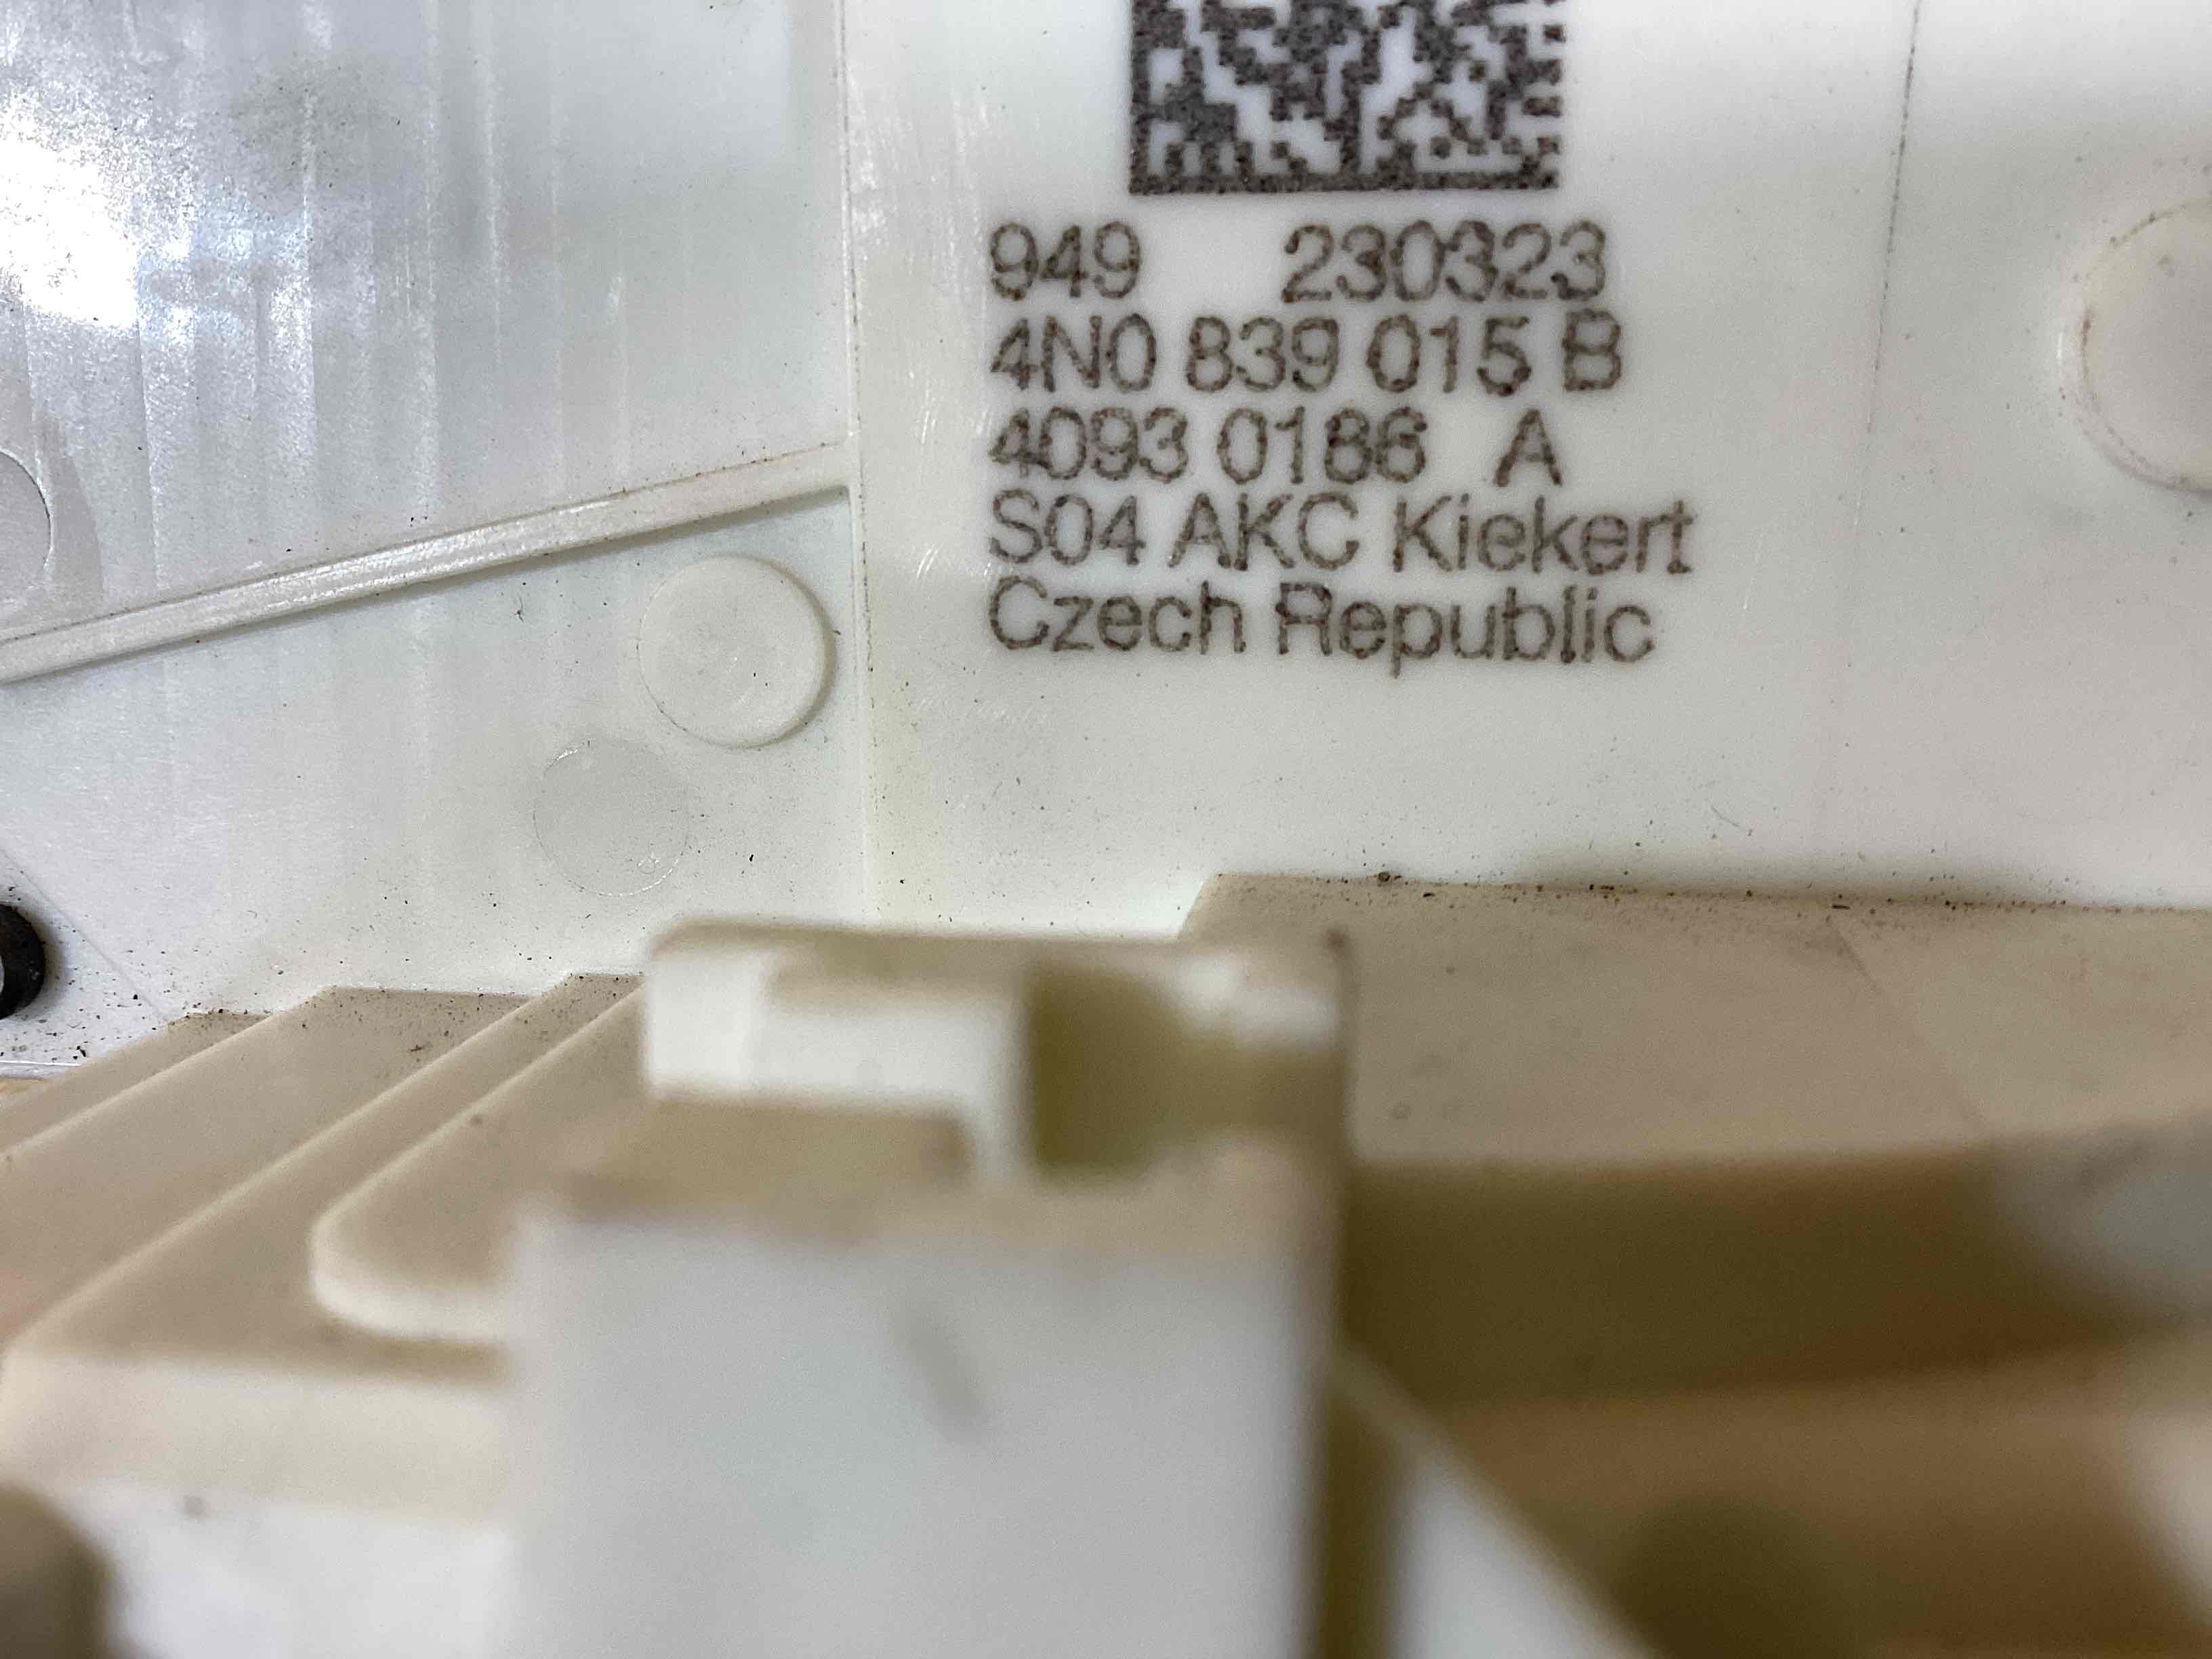 949 230323
4N0 839 015 B
4093 0186 A
S04 AKC Kiekert
Czech Republic